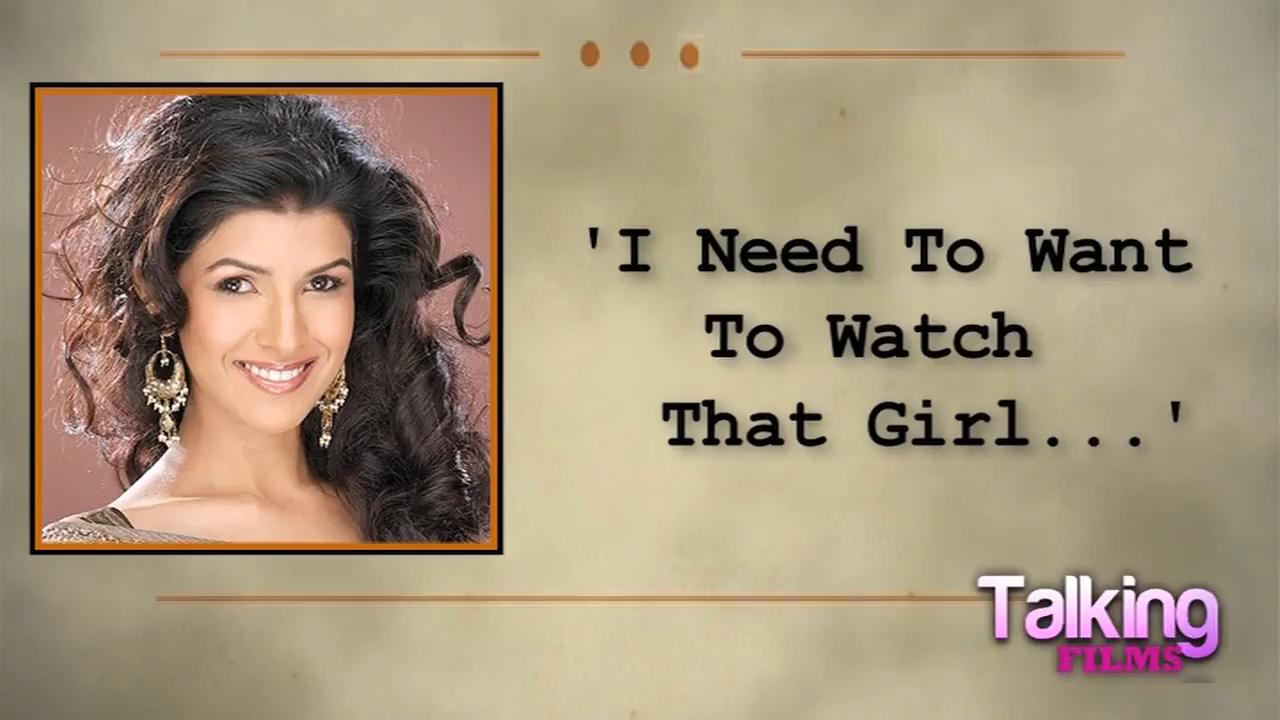 'I Need To Want
To Watch
That Girl...'
Talking
FILMS